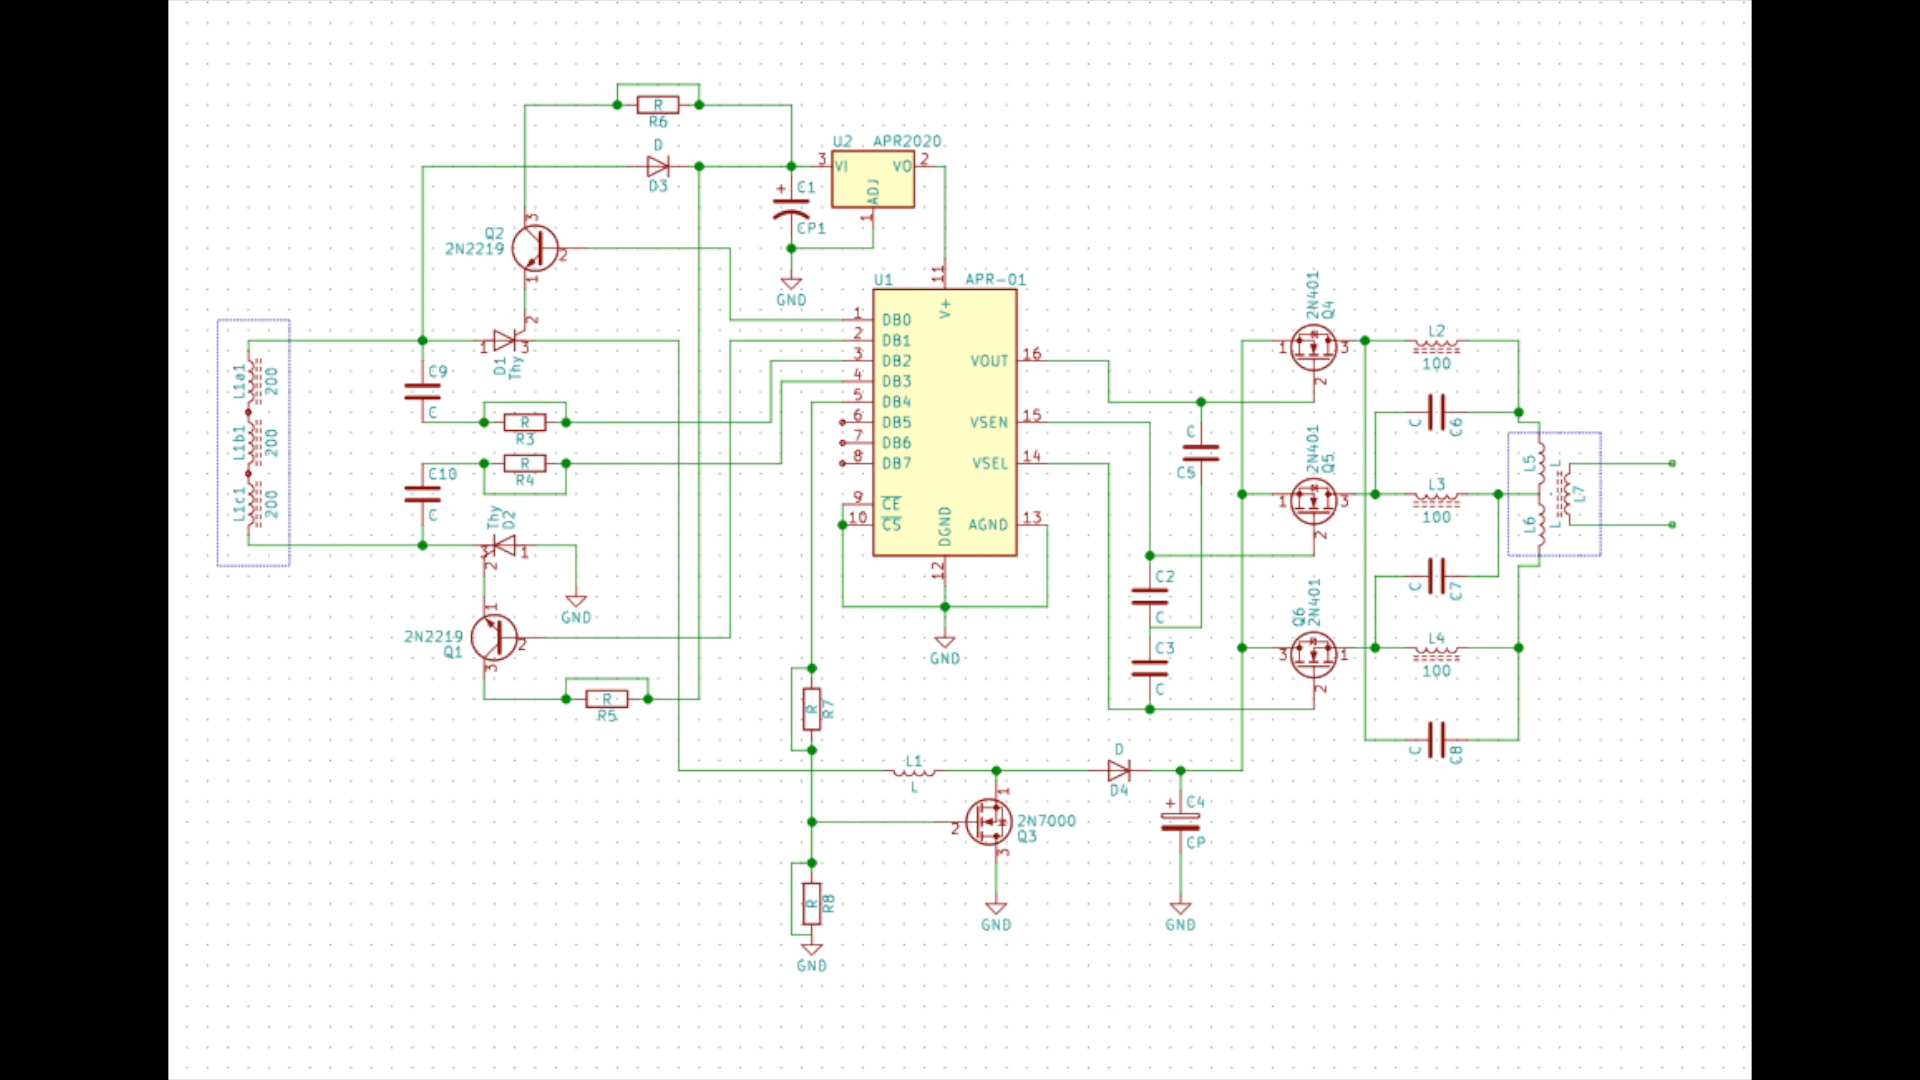 R
R6
D
D3
U2 APR2020
3 VI VO 2
ADJ
1
+ C1
CP1
GND
Q2
2N2219
3
2
1
U1 APR-01
11
V+
1 DB0
2 DB1
3 DB2
4 DB3
5 DB4
6 DB5
7 DB6
8 DB7
9 CE
10 CS
DGND
12
VOUT 16
VSEN 15
VSEL 14
AGND 13
GND
L1a1
200
L1b1
200
L1c1
200
2
1 3
D1
Thy
C9
C
R
R3
R
R4
C10
C
Thy
D2
3 1
2
GND
2N2219
Q1
1
2
3
R
R5
R
R7
R
R8
GND
L1
L
2N7000
Q3
1
2
3
GND
D
D4
+ C4
CP
GND
C
C5
C2
C
C3
C
2N401
Q4
1 3
2
2N401
Q5
1 3
2
Q6
2N401
3 1
2
L2
100
C
C6
L3
100
C
C7
L4
100
C
C8
L5
L
L6
L
L7